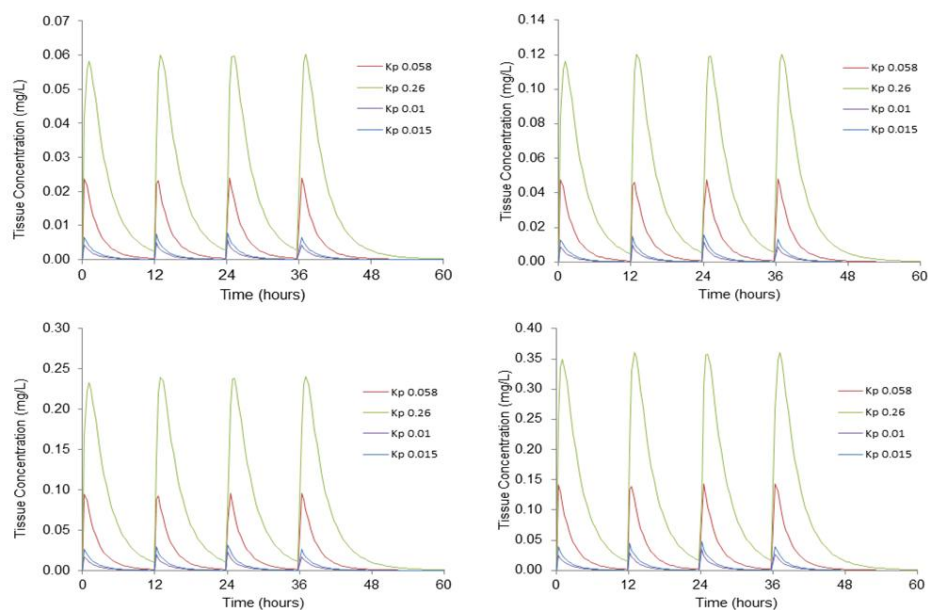 0.07
0.06
0.05
0.04
0.03
0.02
0.01
0.00
Tissue Concentration (mg/L)
Kp 0.058
Kp 0.26
Kp 0.01
Kp 0.015
0 12 24 36 48 60
Time (hours)
0.14
0.12
0.10
0.08
0.06
0.04
0.02
0.00
Tissue Concentration (mg/L)
Kp 0.058
Kp 0.26
Kp 0.01
Kp 0.015
0 12 24 36 48 60
Time (hours)
0.30
0.25
0.20
0.15
0.10
0.05
0.00
Tissue Concentration (mg/L)
Kp 0.058
Kp 0.26
Kp 0.01
Kp 0.015
0 12 24 36 48 60
Time (hours)
0.40
0.35
0.30
0.25
0.20
0.15
0.10
0.05
0.00
Tissue Concentration (mg/L)
Kp 0.058
Kp 0.26
Kp 0.01
Kp 0.015
0 12 24 36 48 60
Time (hours)